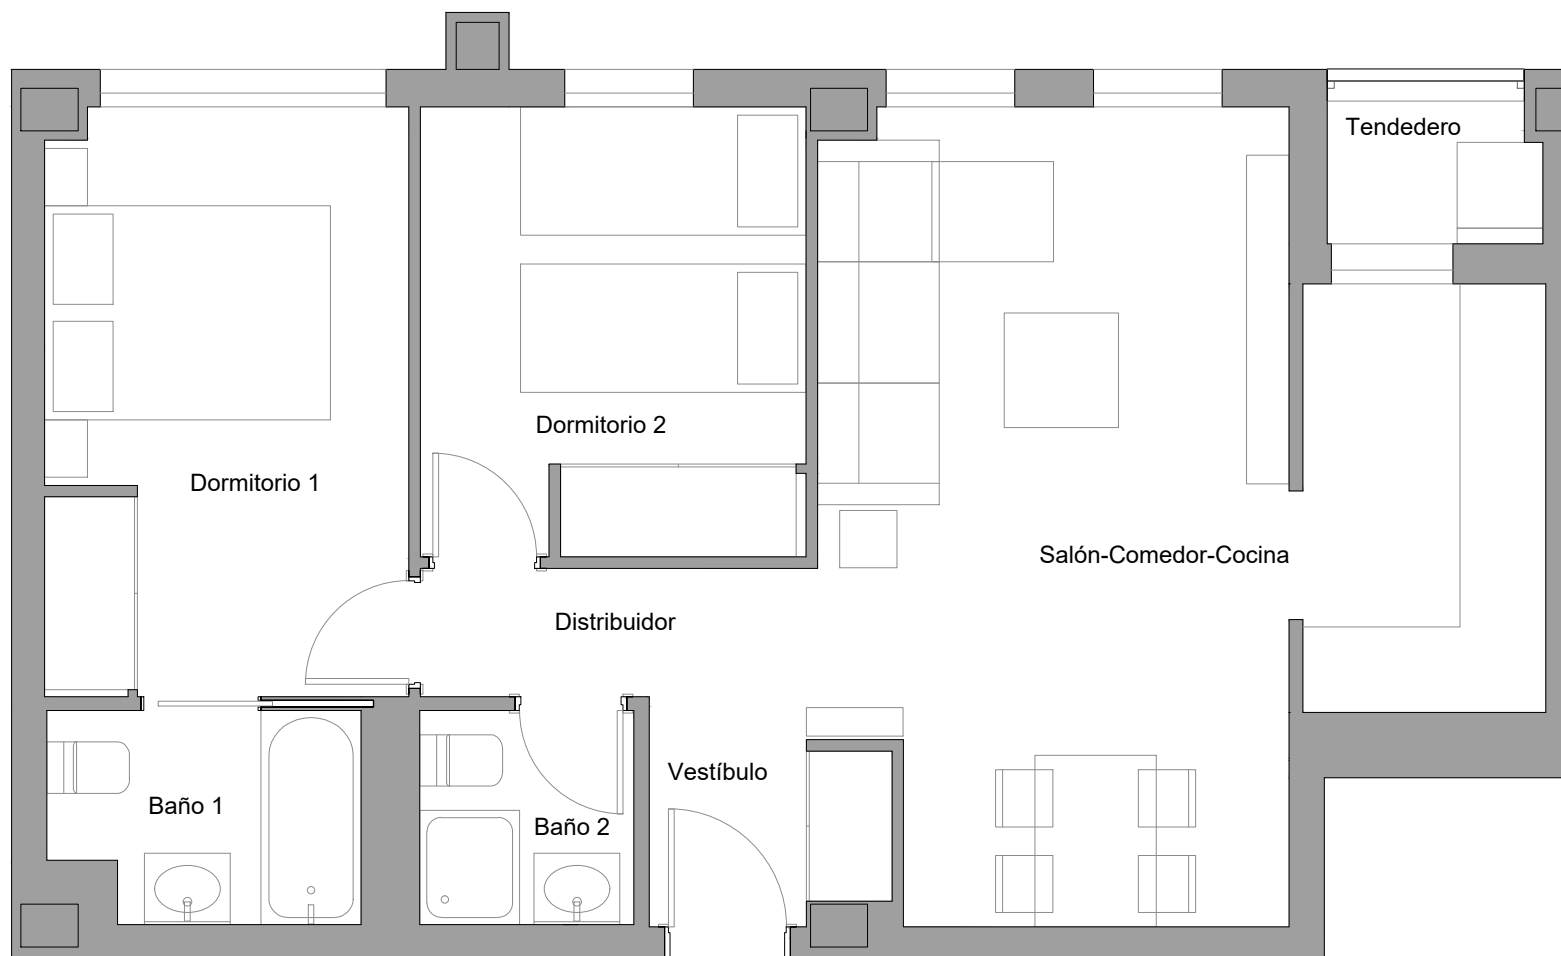 Tendedero
Dormitorio 2
Dormitorio 1
Salón-Comedor-Cocina
Distribuidor
Vestíbulo
Baño 1
Baño 2